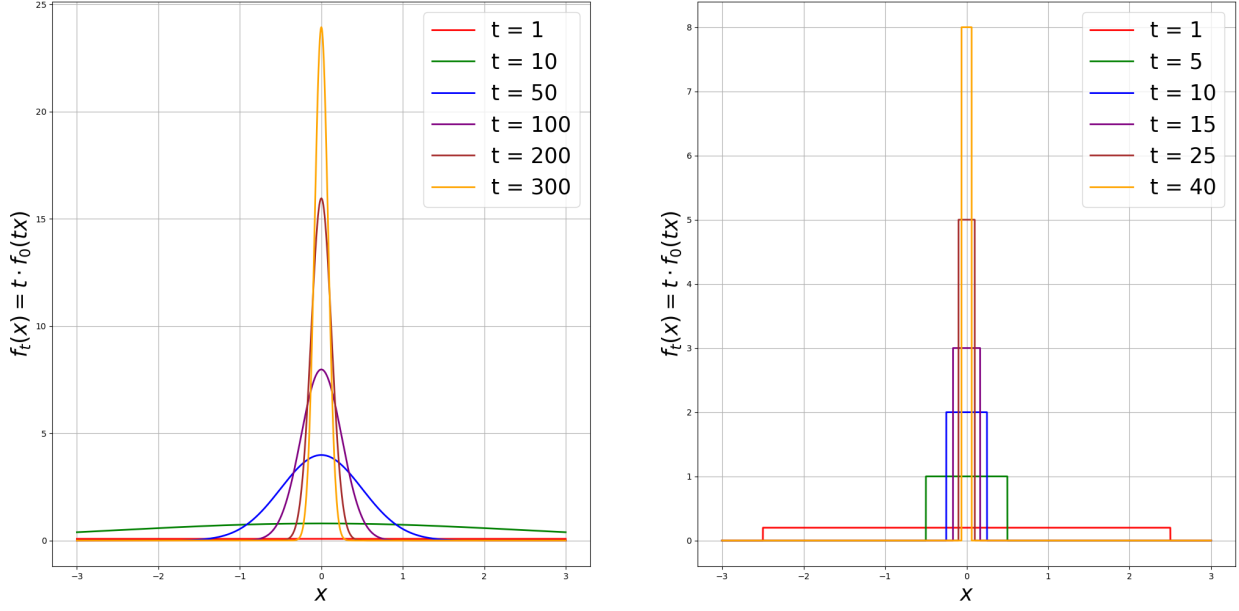 f_t(x) = t · f_0(tx)
25
20
15
10
5
0
−3
−2
−1
0
1
2
3
x
t = 1
t = 10
t = 50
t = 100
t = 200
t = 300
f_t(x) = t · f_0(tx)
8
7
6
5
4
3
2
1
0
−3
−2
−1
0
1
2
3
x
t = 1
t = 5
t = 10
t = 15
t = 25
t = 40